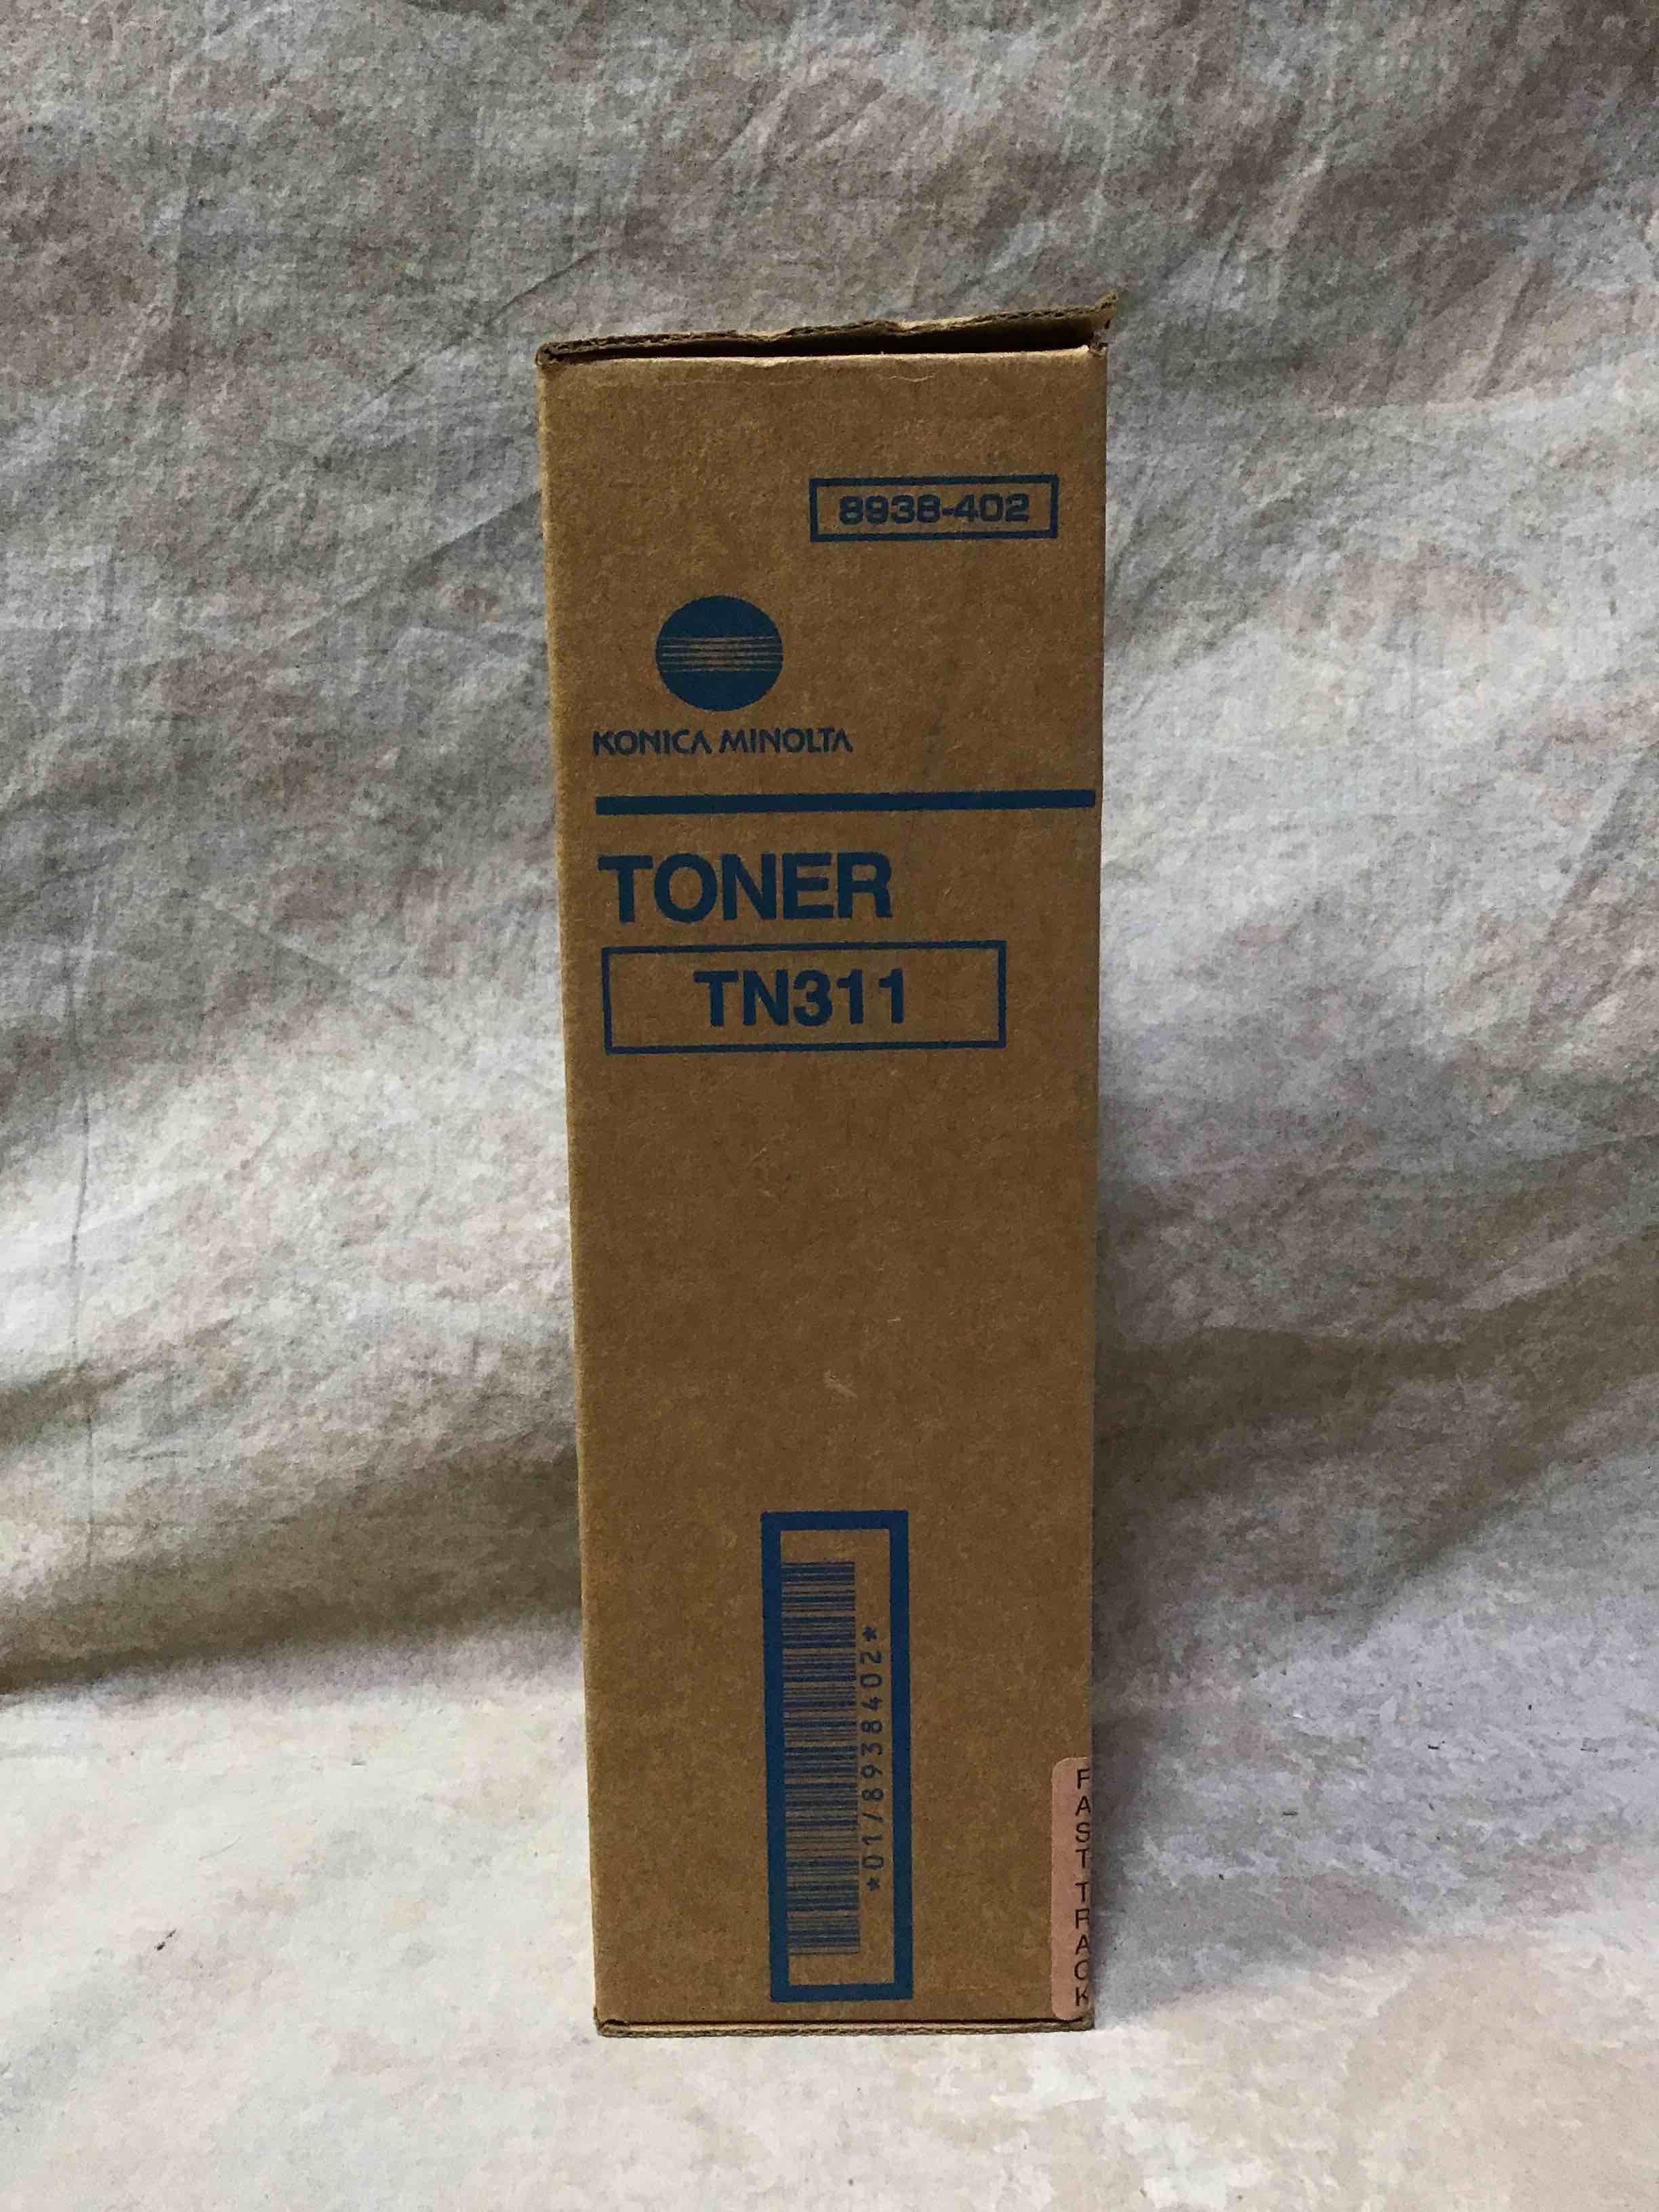 8938-402
KONICA MINOLTA
TONER
TN311
*01/8938402*
FAST TRACK